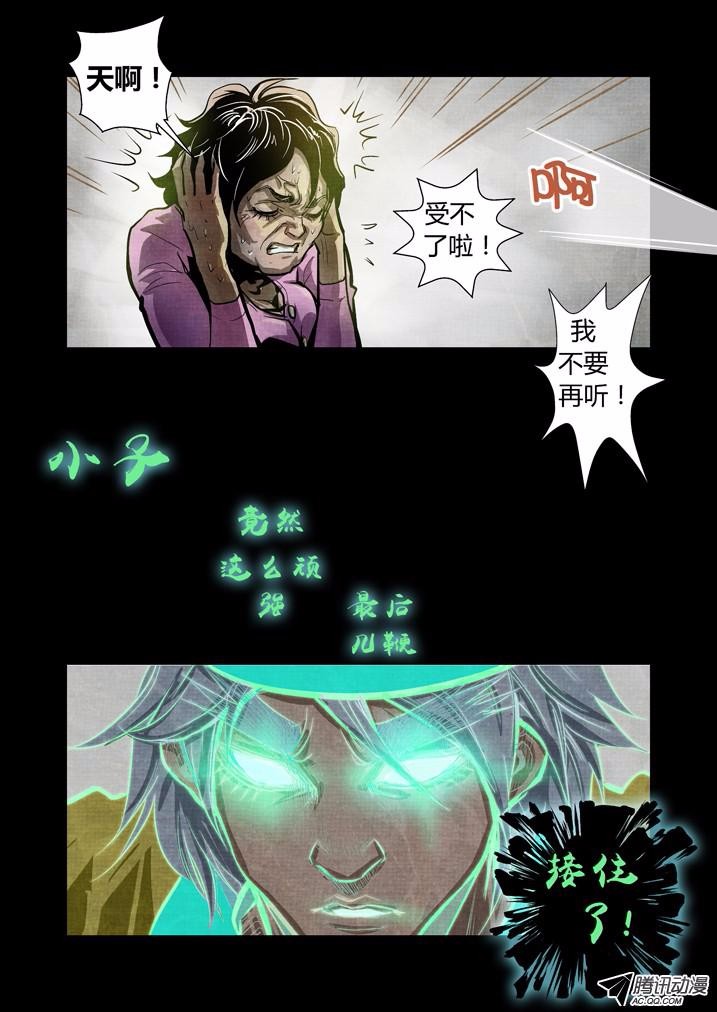 天啊！
受不
了啦！
啊
我
不要
再听！
小子
竟然
这么顽
强
最后
几鞭
接住
了！
腾讯动漫
AC.QQ.COM